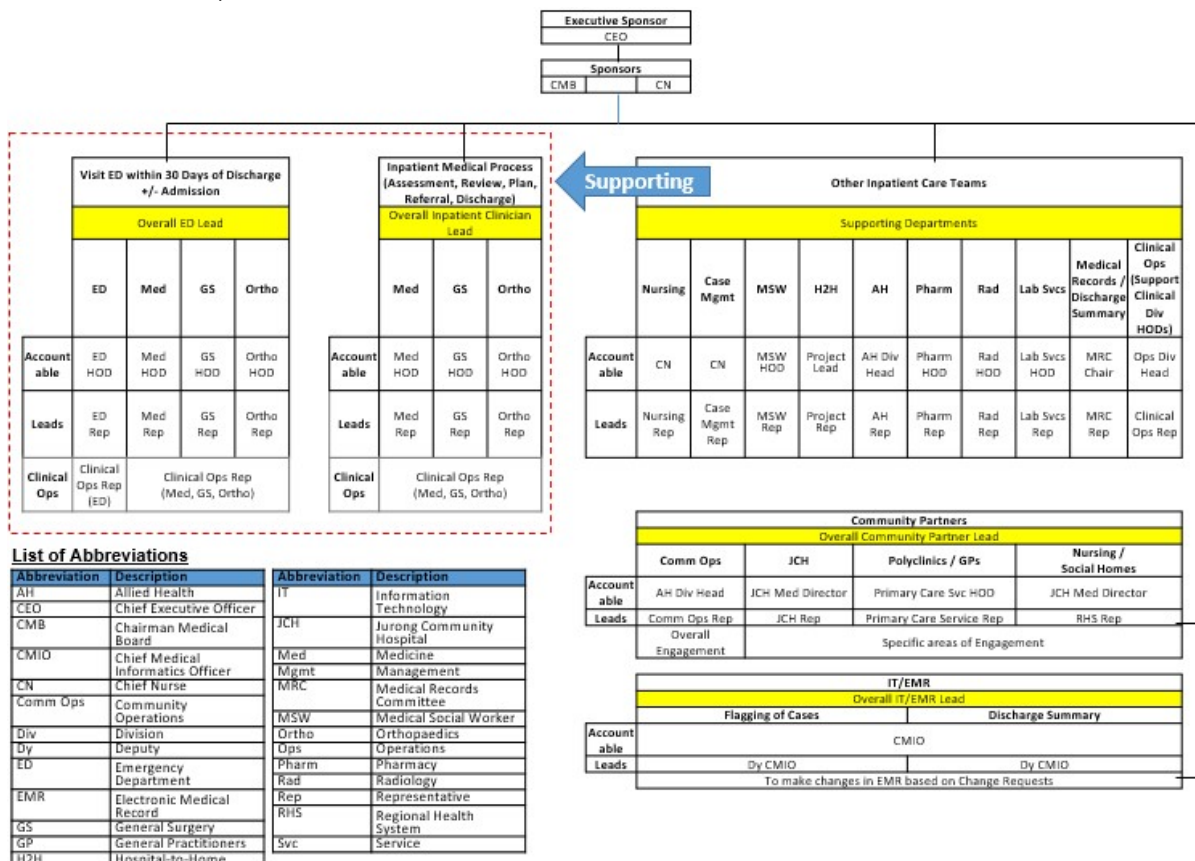 Executive Sponsor
CEO
Sponsors
CMB CN
Visit ED within 30 Days of Discharge
+/- Admission
Overall ED Lead
ED Med GS Ortho
Account
able
ED
HOD
Med
HOD
GS
HOD
Ortho
HOD
Leads
ED
Rep
Med
Rep
GS
Rep
Ortho
Rep
Clinical
Ops
Clinical
Ops Rep
(ED)
Clinical Ops Rep
(Med, GS, Ortho)
Inpatient Medical Process
(Assessment, Review, Plan,
Referral, Discharge)
Overall Inpatient Clinician
Lead
Med GS Ortho
Account
able
Med
HOD
GS
HOD
Ortho
HOD
Leads
Med
Rep
GS
Rep
Ortho
Rep
Clinical
Ops
Clinical Ops Rep
(Med, GS, Ortho)
Supporting
Other Inpatient Care Teams
Supporting Departments
Nursing
Case
Mgmt
MSW
H2H
AH
Pharm
Rad
Lab Svcs
Medical
Records /
Discharge
Summary
Clinical
Ops
(Support
Clinical
Div
HODs)
Account
able
CN
CN
MSW
HOD
Project
Lead
AH Div
Head
Pharm
HOD
Rad
HOD
Lab Svcs
HOD
MRC
Chair
Ops Div
Head
Leads
Nursing
Rep
Case
Mgmt
Rep
MSW
Rep
Project
Rep
AH
Rep
Pharm
Rep
Rad
Rep
Lab Svcs
Rep
MRC
Rep
Clinical
Ops Rep
Community Partners
Overall Community Partner Lead
Comm Ops
JCH
Polyclinics / GPs
Nursing /
Social Homes
Account
able
AH Div Head
JCH Med Director
Primary Care Svc HOD
JCH Med Director
Leads
Comm Ops Rep
JCH Rep
Primary Care Service Rep
RHS Rep
Overall
Engagement
Specific areas of Engagement
IT/EMR
Overall IT/EMR Lead
Flagging of Cases
Discharge Summary
Account
able
CMIO
Leads
Dy CMIO
Dy CMIO
To make changes in EMR based on Change Requests
List of Abbreviations
Abbreviation Description
AH Allied Health
CEO Chief Executive Officer
CMB Chairman Medical
Board
CMIO Chief Medical
Informatics Officer
CN Chief Nurse
Comm Ops Community
Operations
Div Division
Dy Deputy
ED Emergency
Department
EMR Electronic Medical
Record
GS General Surgery
GP General Practitioners
H2H Hospital-to-Home
Abbreviation Description
IT Information
Technology
JCH Jurong Community
Hospital
Med Medicine
Mgmt Management
MRC Medical Records
Committee
MSW Medical Social Worker
Ortho Orthopaedics
Ops Operations
Pharm Pharmacy
Rad Radiology
Rep Representative
RHS Regional Health
System
Svc Service